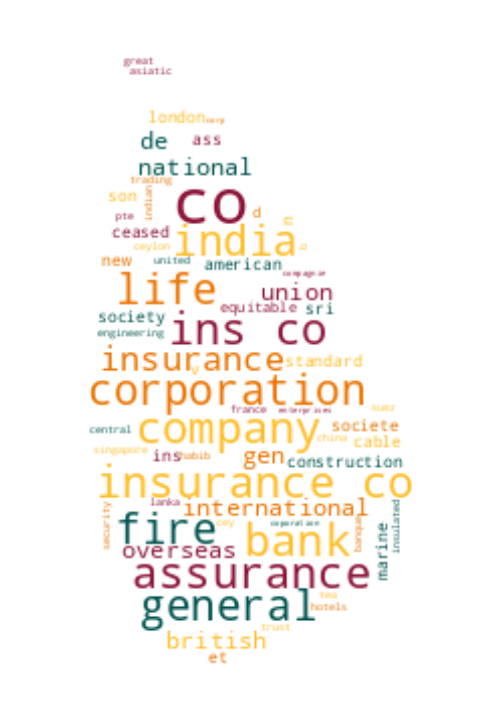 great
asiatic
london corp
de ass
national
trading
son indian co d n
pte
ceased india o
ceylon
new united american
compagnie
life union
equitable sri
society ins co
engineering
insurance standard
v
corporation
france enterprises suez
central company societe
china cable
singapore ins habib gen construction
insurance co
lanka international
security fire cey coporation banque marine insulated
overseas bank
assurance
general tea
hotels
trust
british
et